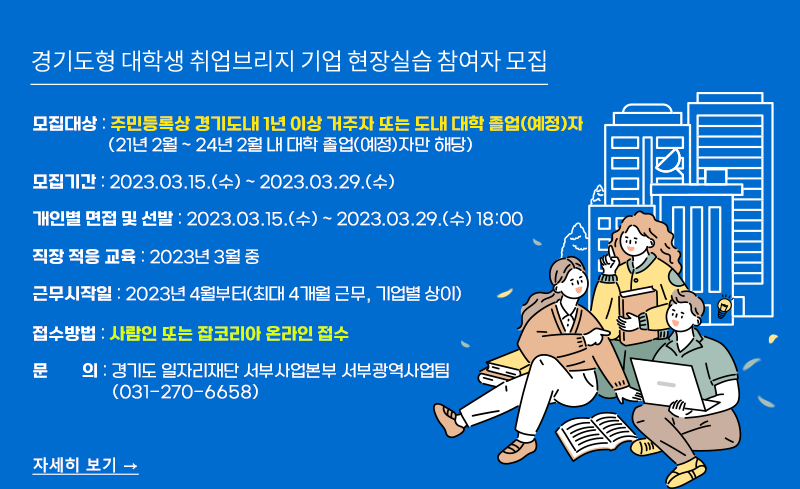 경기도형 대학생 취업브리지 기업 현장실습 참여자 모집
모집대상 : 주민등록상 경기도내 1년 이상 거주자 또는 도내 대학 졸업(예정)자
(21년 2월 ~ 24년 2월 내 대학 졸업(예정)자만 해당)
모집기간 : 2023.03.15.(수) ~ 2023.03.29.(수)
개인별 면접 및 선발 : 2023.03.15.(수) ~ 2023.03.29.(수) 18:00
직장 적응 교육 : 2023년 3월 중
근무시작일 : 2023년 4월부터(최대 4개월 근무, 기업별 상이)
접수방법 : 사람인 또는 잡코리아 온라인 접수
문 의 : 경기도 일자리재단 서부사업본부 서부광역사업팀
(031-270-6658)
자세히 보기 →